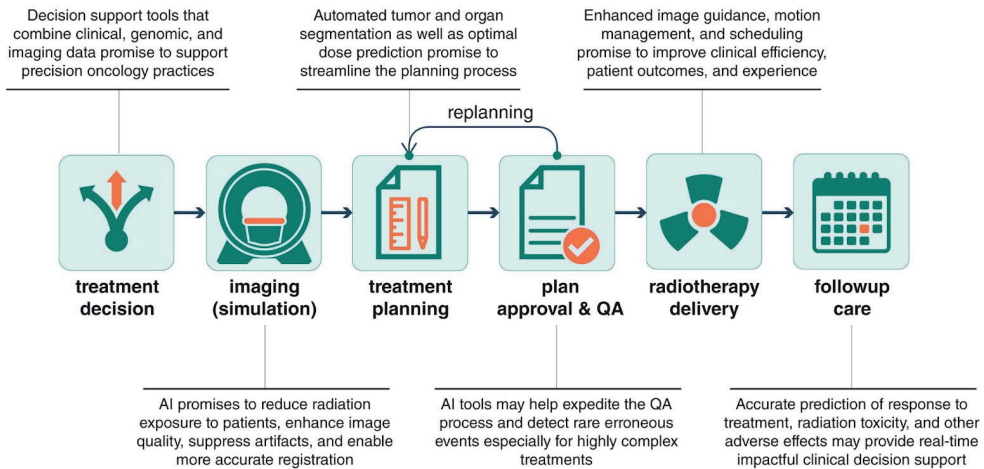 Decision support tools that
combine clinical, genomic, and
imaging data promise to support
precision oncology practices
Automated tumor and organ
segmentation as well as optimal
dose prediction promise to
streamline the planning process
Enhanced image guidance, motion
management, and scheduling
promise to improve clinical efficiency,
patient outcomes, and experience
replanning
treatment
decision
imaging
(simulation)
treatment
planning
plan
approval & QA
radiotherapy
delivery
followup
care
AI promises to reduce radiation
exposure to patients, enhance image
quality, suppress artifacts, and enable
more accurate registration
AI tools may help expedite the QA
process and detect rare erroneous
events especially for highly complex
treatments
Accurate prediction of response to
treatment, radiation toxicity, and other
adverse effects may provide real-time
impactful clinical decision support